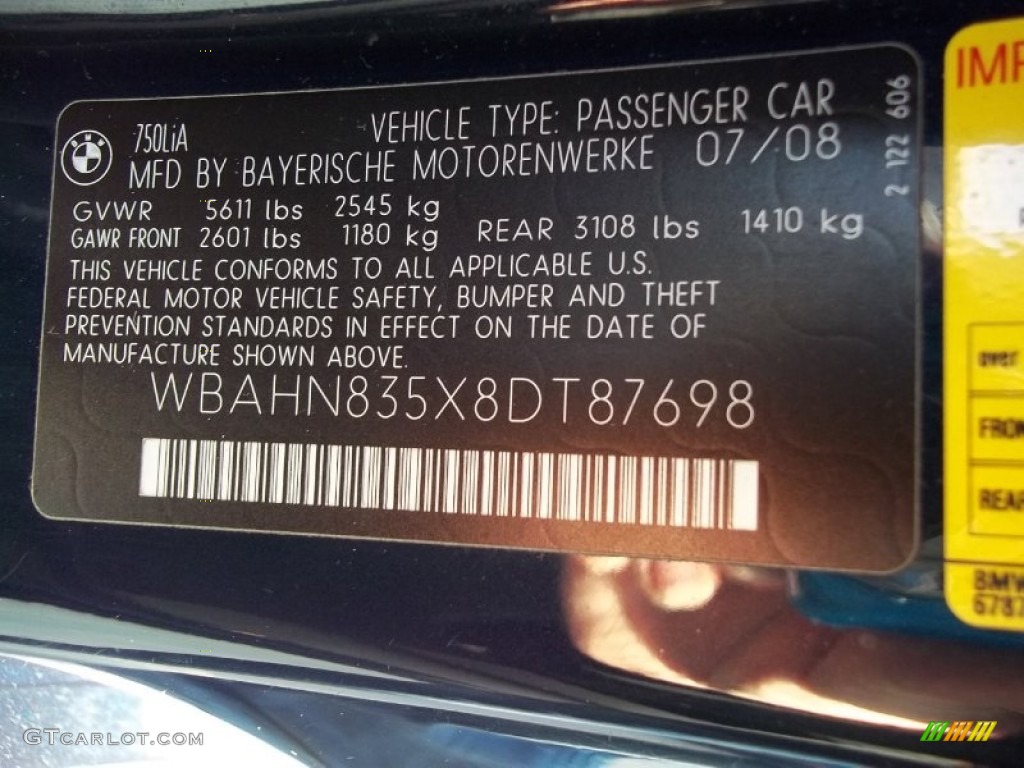 750LiA
VEHICLE TYPE: PASSENGER CAR
MFD BY BAYERISCHE MOTORENWERKE 07/08
GVWR 5611 lbs 2545 kg
GAWR FRONT 2601 lbs 1180 kg REAR 3108 lbs 1410 kg
THIS VEHICLE CONFORMS TO ALL APPLICABLE U.S.
FEDERAL MOTOR VEHICLE SAFETY, BUMPER AND THEFT
PREVENTION STANDARDS IN EFFECT ON THE DATE OF
MANUFACTURE SHOWN ABOVE.
WBAHN835X8DT87698
2 122 606
over
REAR
BMW
GTCARLOT.COM